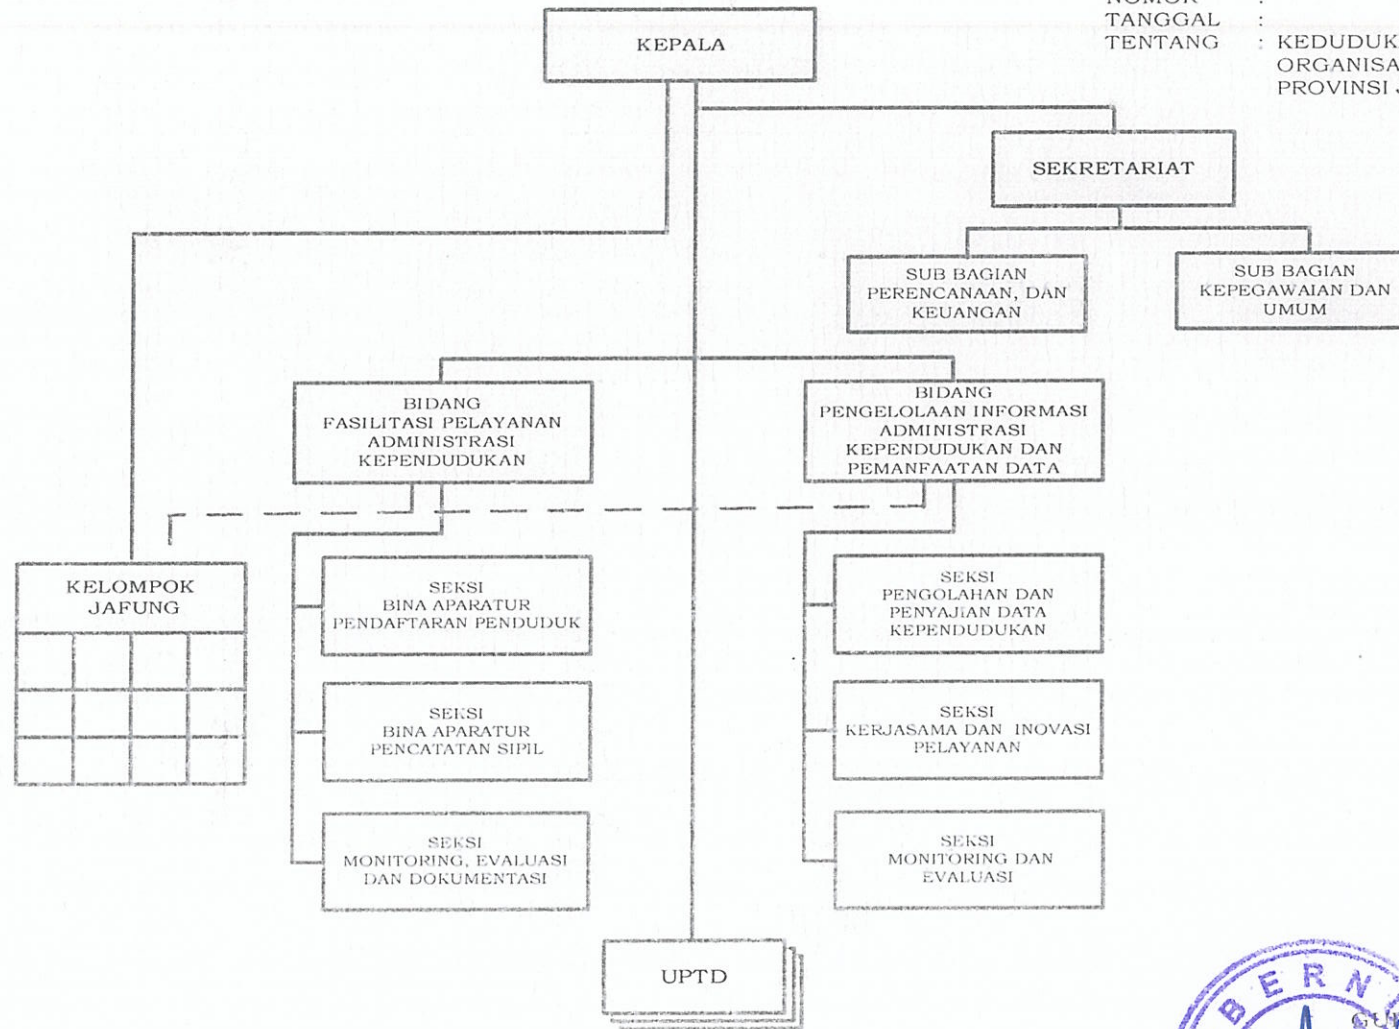 NOMOR :
TANGGAL :
TENTANG : KEDUDUK
ORGANISA
PROVINSI J
KEPALA
SEKRETARIAT
SUB BAGIAN
PERENCANAAN, DAN
KEUANGAN
SUB BAGIAN
KEPEGAWAIAN DAN
UMUM
BIDANG
FASILITASI PELAYANAN
ADMINISTRASI
KEPENDUDUKAN
BIDANG
PENGELOLAAN INFORMASI
ADMINISTRASI
KEPENDUDUKAN DAN
PEMANFAATAN DATA
KELOMPOK
JAFUNG
SEKSI
BINA APARATUR
PENDAFTARAN PENDUDUK
SEKSI
BINA APARATUR
PENCATATAN SIPIL
SEKSI
MONITORING, EVALUASI
DAN DOKUMENTASI
SEKSI
PENGOLAHAN DAN
PENYAJIAN DATA
KEPENDUDUKAN
SEKSI
KERJASAMA DAN INOVASI
PELAYANAN
SEKSI
MONITORING DAN
EVALUASI
UPTD
BERN